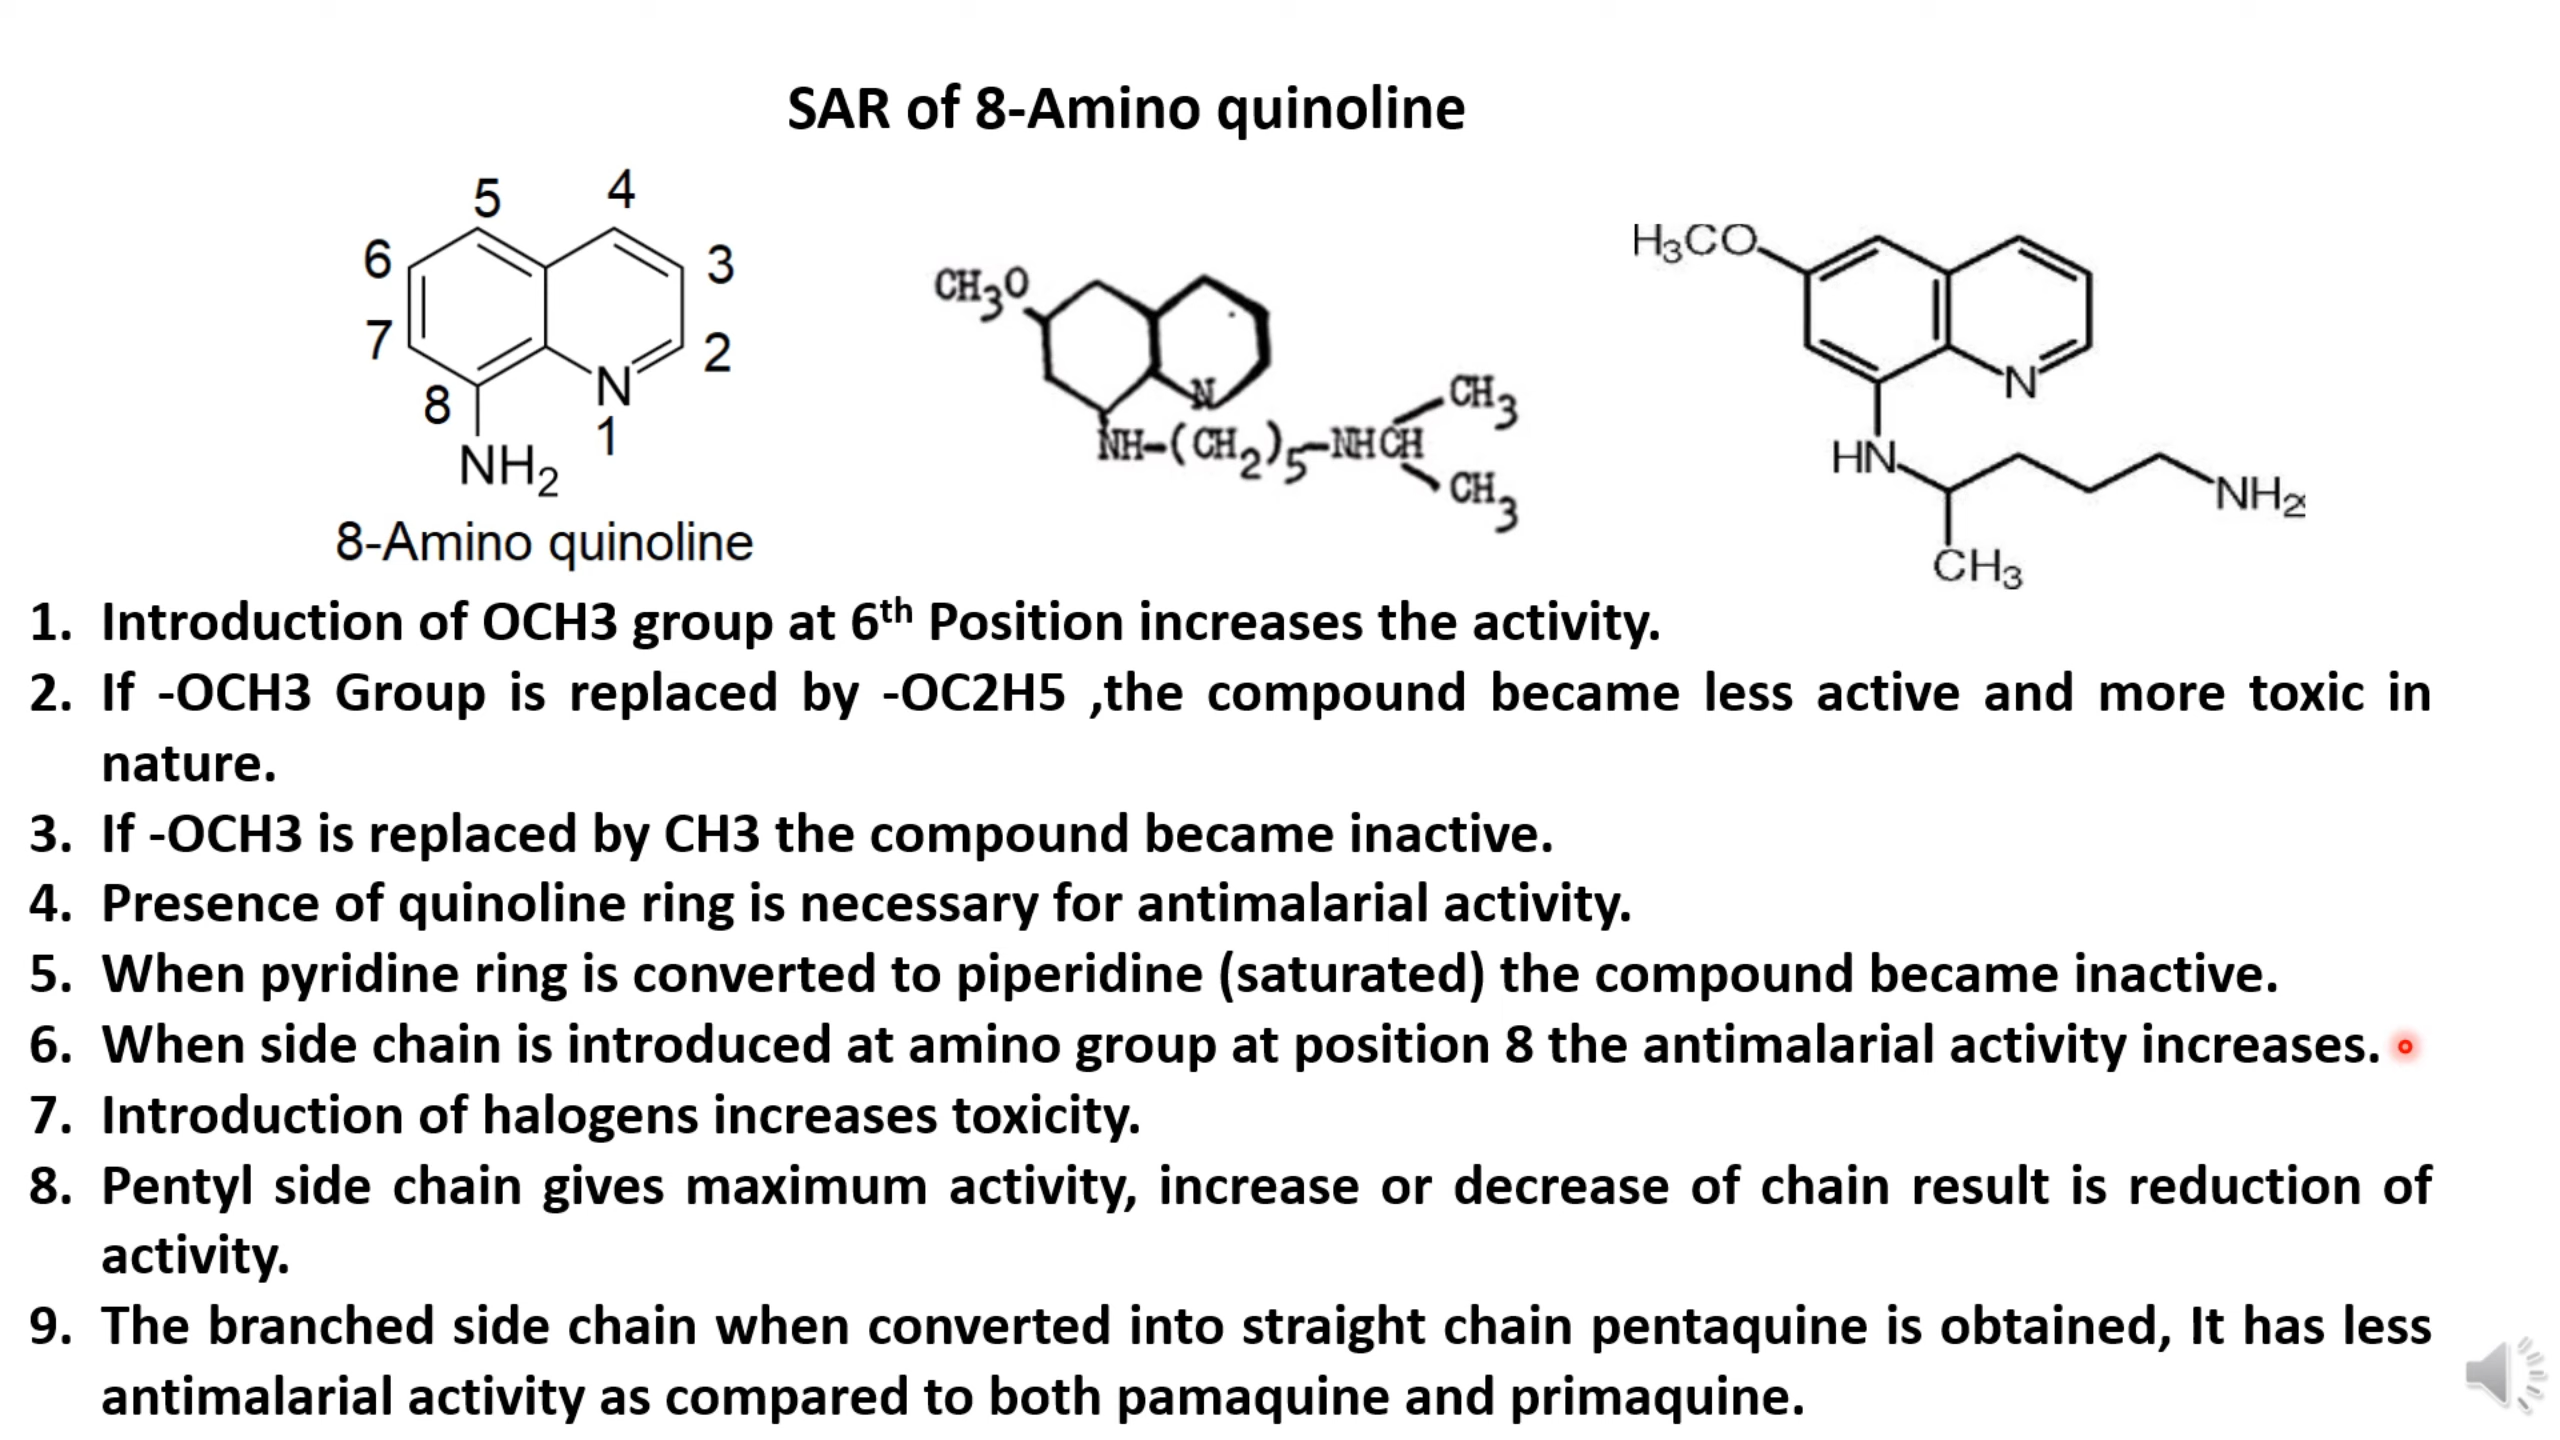 SAR of 8-Amino quinoline
5
4
6
3
7
2
8
N
1
NH2
8-Amino quinoline
CH3O
N
CH3
NH-(CH2)5-NHCH
CH3
H3CO
N
HN
NH2
CH3
1. Introduction of OCH3 group at 6th Position increases the activity.
2. If -OCH3 Group is replaced by -OC2H5 ,the compound became less active and more toxic in
nature.
3. If -OCH3 is replaced by CH3 the compound became inactive.
4. Presence of quinoline ring is necessary for antimalarial activity.
5. When pyridine ring is converted to piperidine (saturated) the compound became inactive.
6. When side chain is introduced at amino group at position 8 the antimalarial activity increases.
7. Introduction of halogens increases toxicity.
8. Pentyl side chain gives maximum activity, increase or decrease of chain result is reduction of
activity.
9. The branched side chain when converted into straight chain pentaquine is obtained, It has less
antimalarial activity as compared to both pamaquine and primaquine.